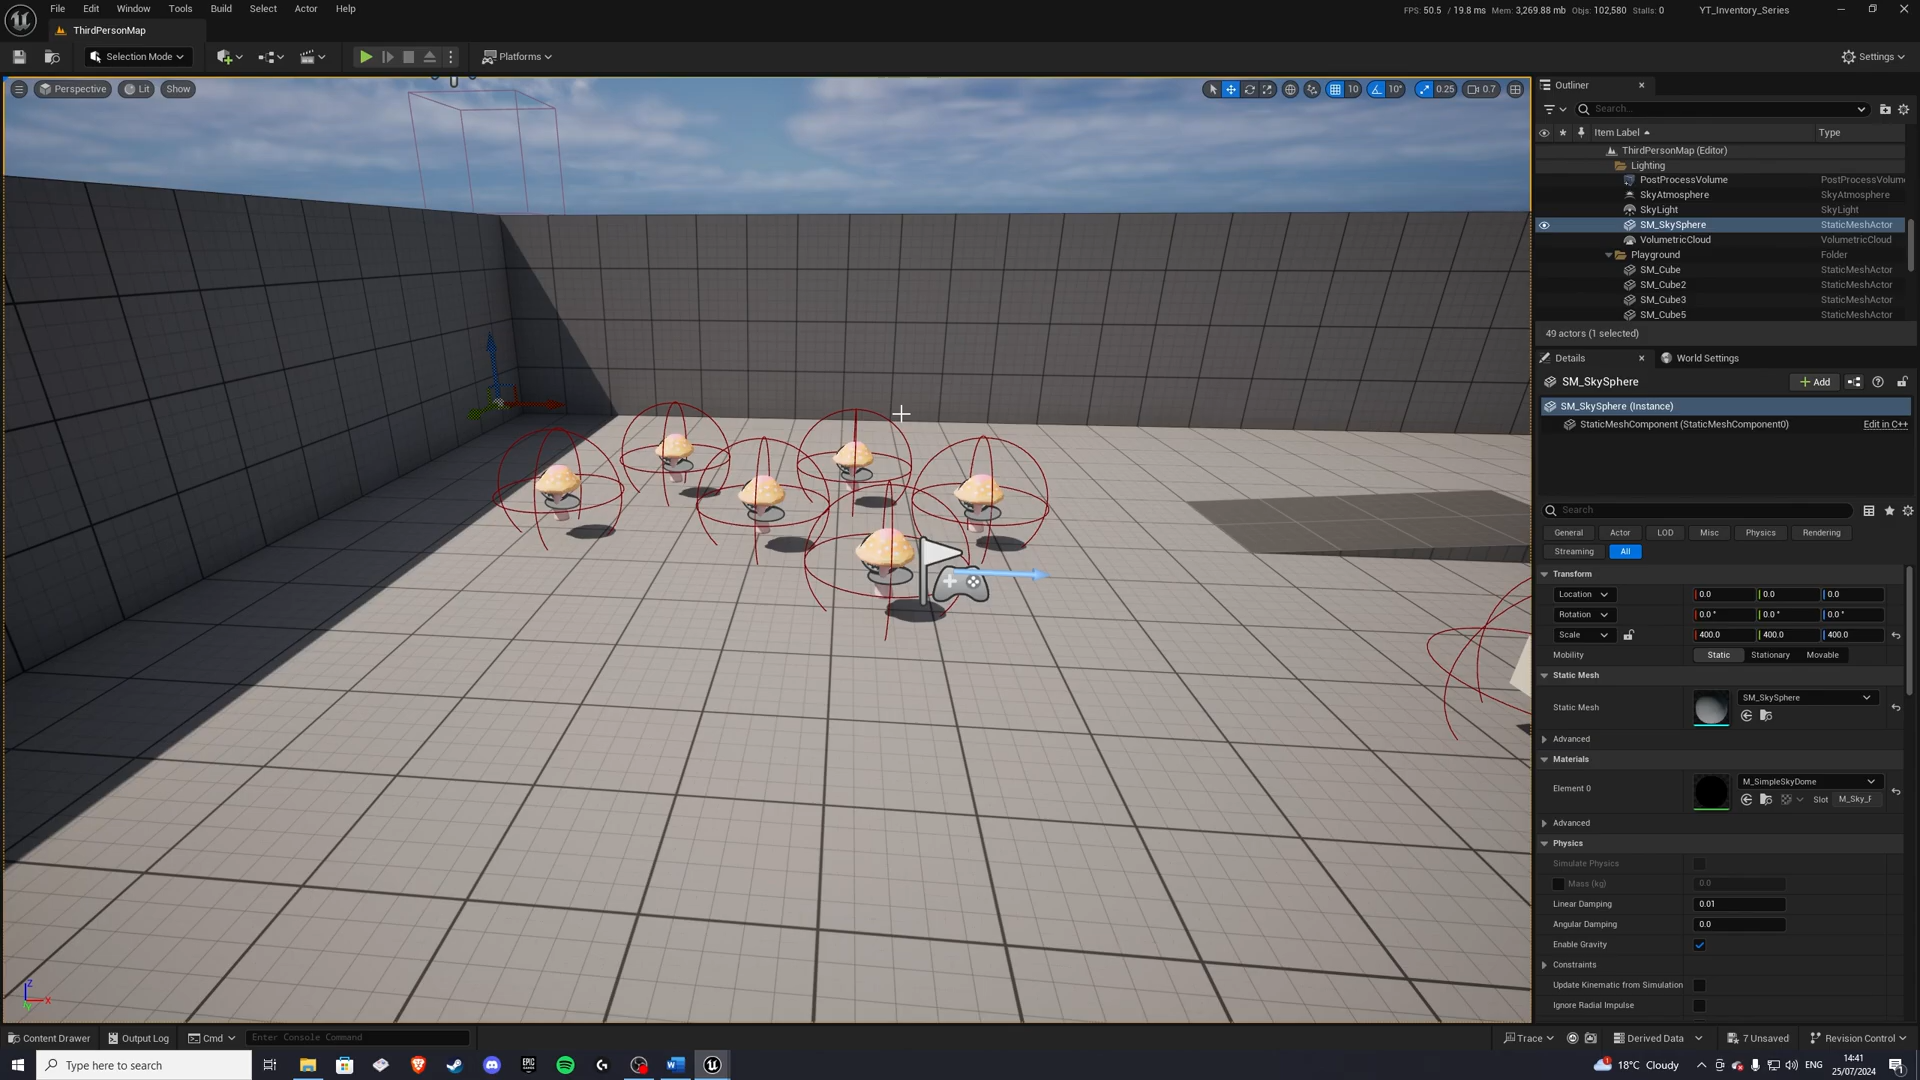 File Edit Window Tools Build Select Actor Help
FPS: 50.5 / 19.8 ms Mem: 3,269.88 mb Objs: 102,580 Stalls: 0 YT_Inventory_Series
ThirdPersonMap
Selection Mode Platforms Settings
Perspective Lit Show 10 10° 0.25 0.7
Outliner
Search...
Item Label Type
ThirdPersonMap (Editor)
Lighting
PostProcessVolume PostProcessVolum
SkyAtmosphere SkyAtmosphere
SkyLight SkyLight
SM_SkySphere StaticMeshActor
VolumetricCloud VolumetricCloud
Playground Folder
SM_Cube StaticMeshActor
SM_Cube2 StaticMeshActor
SM_Cube3 StaticMeshActor
SM_Cube5 StaticMeshActor
49 actors (1 selected)
Details World Settings
SM_SkySphere Add
SM_SkySphere (Instance)
StaticMeshComponent (StaticMeshComponent0) Edit in C++
Search
General Actor LOD Misc Physics Rendering
Streaming All
Transform
Location 0.0 0.0 0.0
Rotation 0.0° 0.0° 0.0°
Scale 400.0 400.0 400.0
Mobility Static Stationary Movable
Static Mesh
Static Mesh SM_SkySphere
Advanced
Materials
Element 0 M_SimpleSkyDome
Slot M_Sky_F
Advanced
Physics
Simulate Physics
Mass (kg) 0.0
Linear Damping 0.01
Angular Damping 0.0
Enable Gravity
Constraints
Update Kinematic from Simulation
Ignore Radial Impulse
Z X
Content Drawer Output Log Cmd Enter Console Command Trace Derived Data 7 Unsaved Revision Control
Type here to search 18°C Cloudy ENG 14:41
25/07/2024